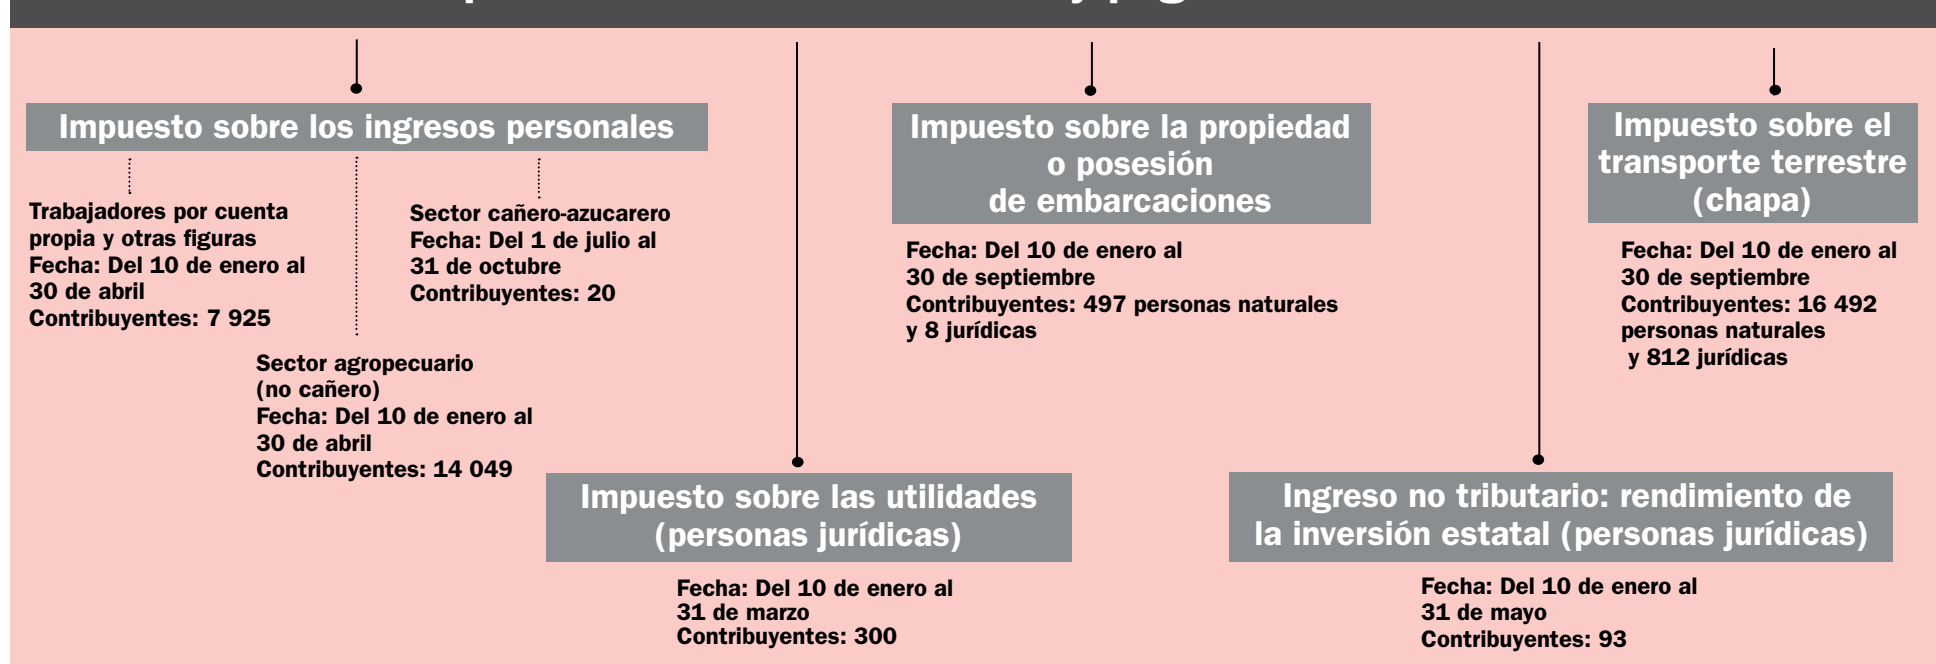 Impuesto sobre los ingresos personales
Trabajadores por cuenta
propia y otras figuras
Fecha: Del 10 de enero al
30 de abril
Contribuyentes: 7 925
Sector agropecuario
(no cañero)
Fecha: Del 10 de enero al
30 de abril
Contribuyentes: 14 049
Sector cañero-azucarero
Fecha: Del 1 de julio al
31 de octubre
Contribuyentes: 20
Impuesto sobre las utilidades
(personas jurídicas)
Fecha: Del 10 de enero al
31 de marzo
Contribuyentes: 300
Impuesto sobre la propiedad
o posesión
de embarcaciones
Fecha: Del 10 de enero al
30 de septiembre
Contribuyentes: 497 personas naturales
y 8 jurídicas
Ingreso no tributario: rendimiento de
la inversión estatal (personas jurídicas)
Fecha: Del 10 de enero al
31 de mayo
Contribuyentes: 93
Impuesto sobre el
transporte terrestre
(chapa)
Fecha: Del 10 de enero al
30 de septiembre
Contribuyentes: 16 492
personas naturales
y 812 jurídicas